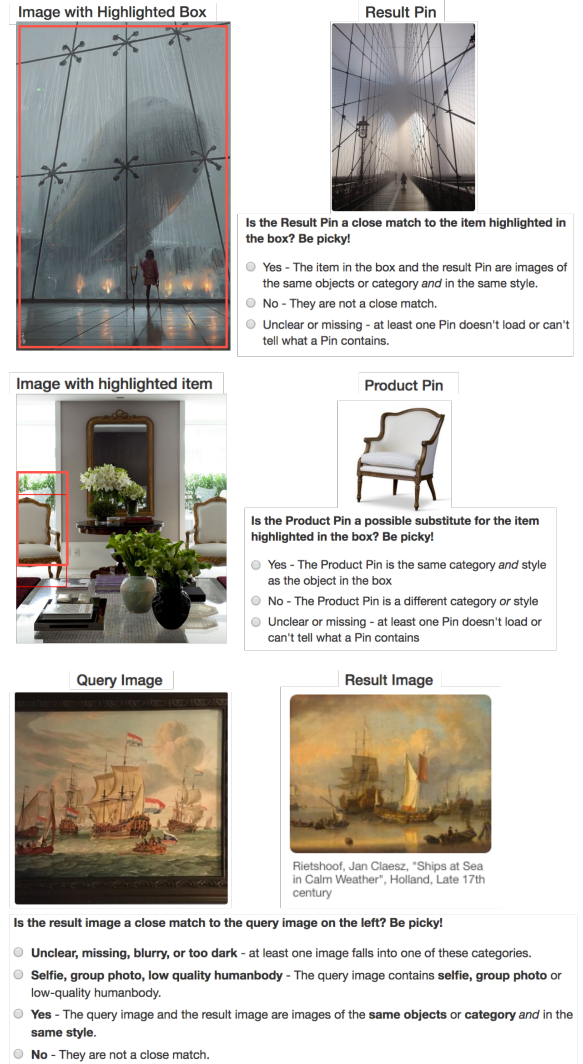 Image with Highlighted Box
Result Pin
Is the Result Pin a close match to the item highlighted in
the box? Be picky!
Yes - The item in the box and the result Pin are images of
the same objects or category and in the same style.
No - They are not a close match.
Unclear or missing - at least one Pin doesn't load or can't
tell what a Pin contains.
Image with highlighted item
Product Pin
Is the Product Pin a possible substitute for the item
highlighted in the box? Be picky!
Yes - The Product Pin is the same category and style
as the object in the box
No - The Product Pin is a different category or style
Unclear or missing - at least one Pin doesn't load or
can't tell what a Pin contains
Query Image
Result Image
Rietshoof, Jan Claesz, "Ships at Sea
in Calm Weather", Holland, Late 17th
century
Is the result image a close match to the query image on the left? Be picky!
Unclear, missing, blurry, or too dark - at least one image falls into one of these categories.
Selfie, group photo, low quality humanbody - The query image contains selfie, group photo or
low-quality humanbody.
Yes - The query image and the result image are images of the same objects or category and in the
same style.
No - They are not a close match.